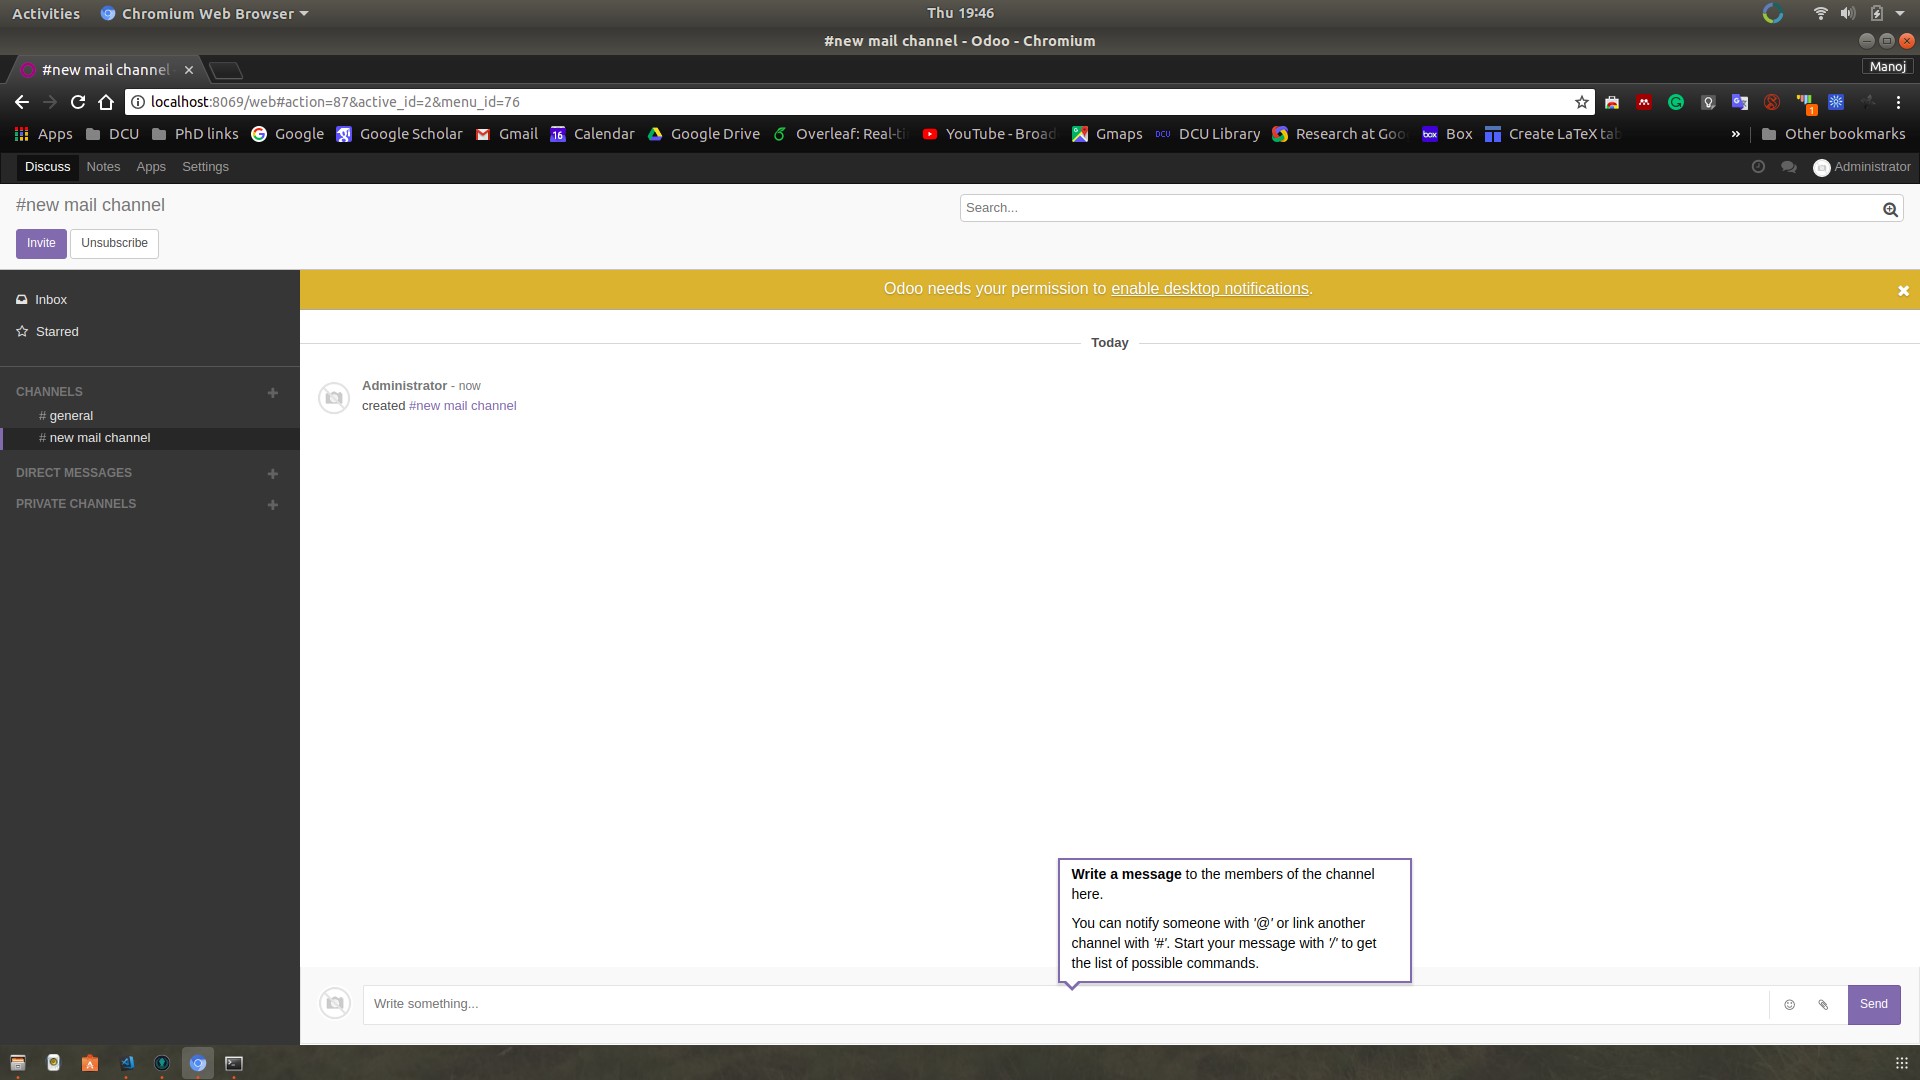 Activities Chromium Web Browser Thu 19:46
#new mail channel - Odoo - Chromium
#new mail channel Manoj
localhost:8069/web#action=87&active_id=2&menu_id=76
Apps DCU PhD links Google Google Scholar Gmail 16 Calendar Google Drive Overleaf: Real-ti YouTube - Broad Gmaps DCU DCU Library Research at Goo box Box Create LaTeX tab » Other bookmarks
Discuss Notes Apps Settings Administrator
#new mail channel
Search...
Invite Unsubscribe
Odoo needs your permission to enable desktop notifications.
Inbox
Starred
Today
CHANNELS
# general
# new mail channel
DIRECT MESSAGES
PRIVATE CHANNELS
Administrator - now
created #new mail channel
Write a message to the members of the channel
here.
You can notify someone with '@' or link another
channel with '#'. Start your message with '/' to get
the list of possible commands.
Write something...
Send